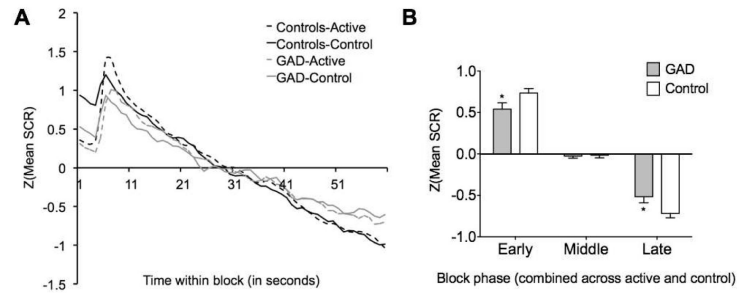 A
Z(Mean SCR)
2
1.5
1
0.5
0
-0.5
-1
-1.5
1
11
21
31
41
51
Controls-Active
Controls-Control
GAD-Active
GAD-Control
Time within block (in seconds)
B
Z(Mean SCR)
1.0
0.5
0.0
-0.5
-1.0
*
*
GAD
Control
Early Middle Late
Block phase (combined across active and control)